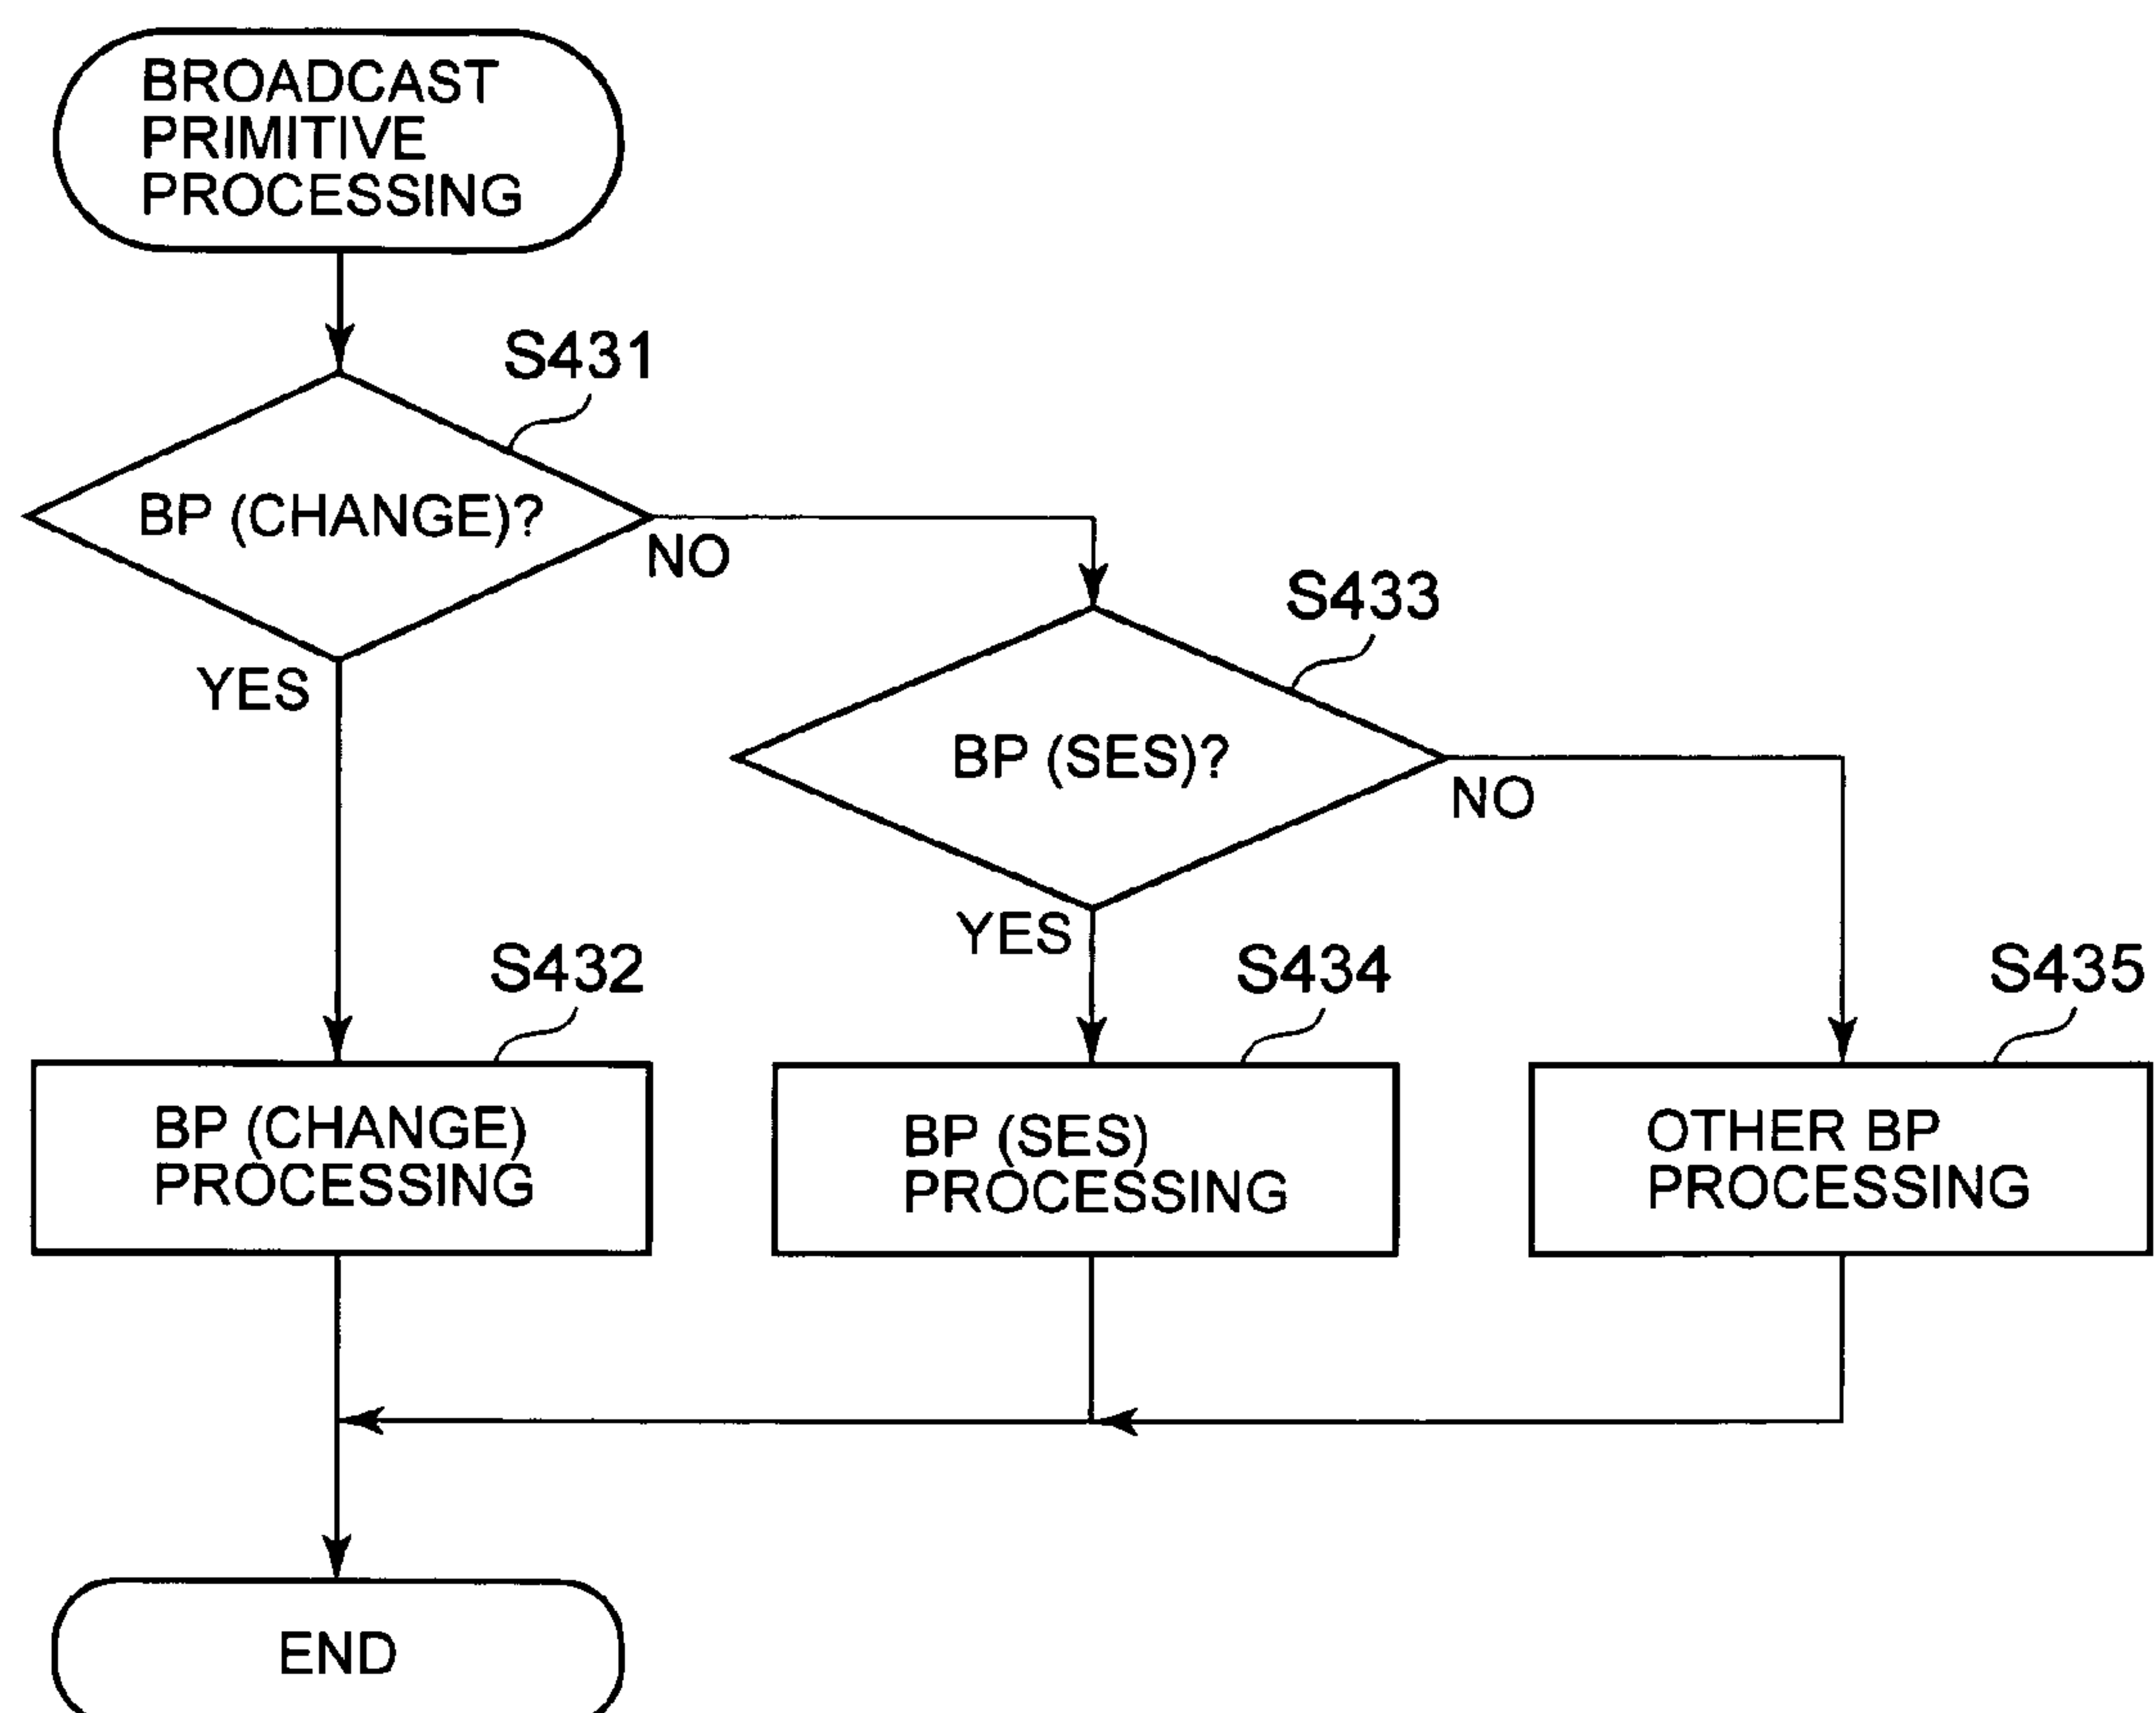 BROADCAST
PRIMITIVE
PROCESSING
S431
BP (CHANGE)?
NO
YES
S433
BP (SES)?
NO
YES
S432
BP (CHANGE)
PROCESSING
S434
BP (SES)
PROCESSING
S435
OTHER BP
PROCESSING
END